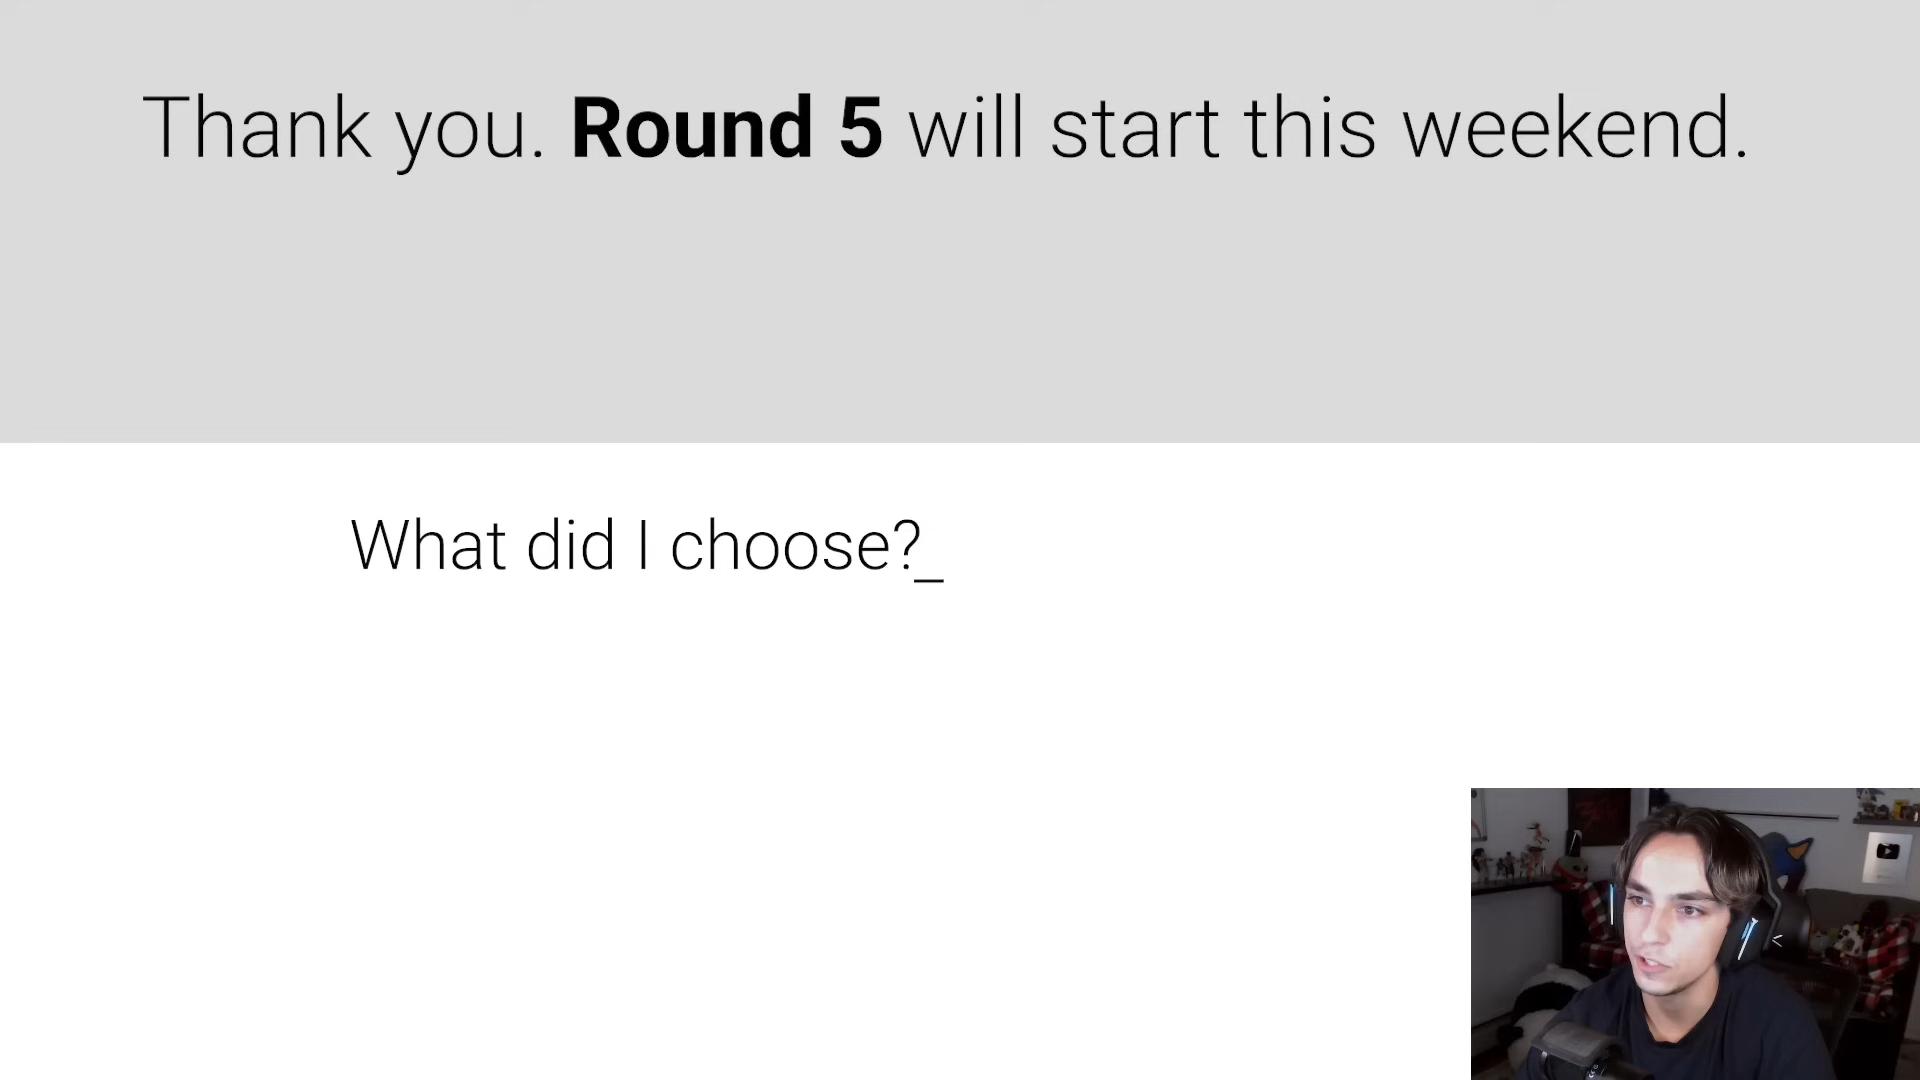 Thank you. Round 5 will start this weekend.
What did I choose?_